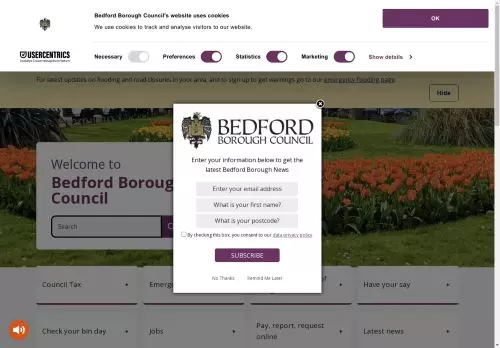 Bedford Borough Council's website uses cookies
We use cookies to track and analyse visitors to our website.
OK
USERCENTRICS
Necessary
Preferences
Statistics
Marketing
Show details
For latest updates on flooding and road closures in your area, and to sign up to get warnings go to our emergency flooding page.
Hide
BEDFORD
BOROUGH COUNCIL
Enter your information below to get the
latest Bedford Borough News
Enter your email address
What is your first name?
What is your postcode?
By checking this box, you consent to our data privacy policy
SUBSCRIBE
No Thanks
Remind Me Later
Welcome to
Bedford Boroug
Council
Search
Council Tax
Emerge
of
Have your say
Check your bin day
Jobs
Pay, report, request
online
Latest news